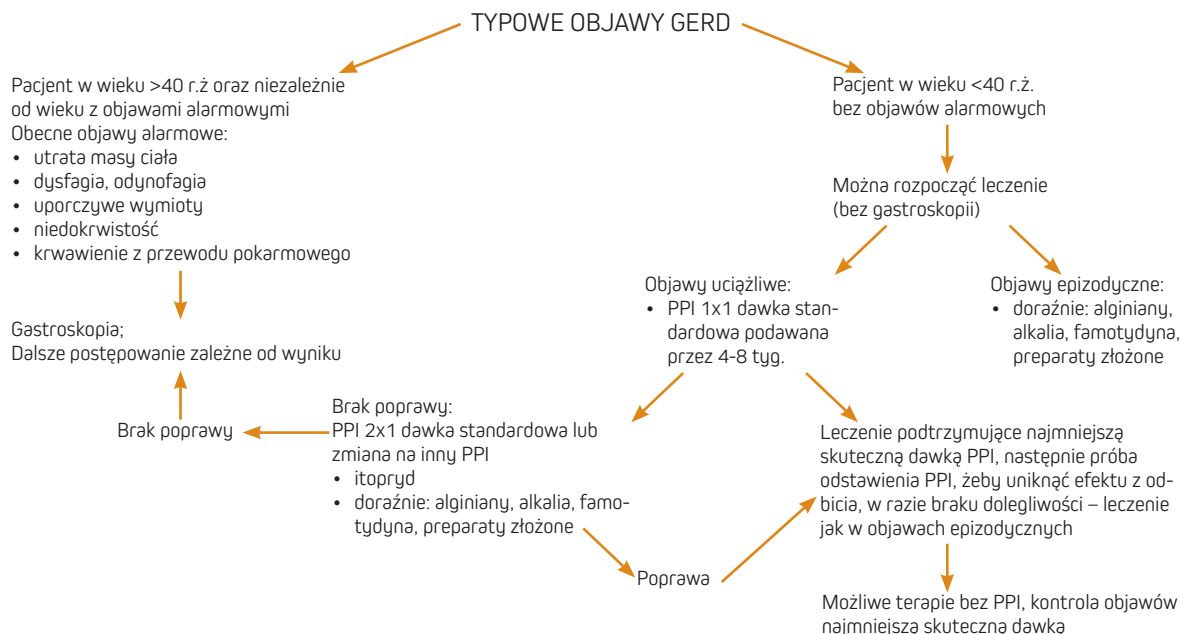 TYPOWE OBJAWY GERD
Pacjent w wieku >40 r.ż oraz niezależnie
od wieku z objawami alarmowymi
Obecne objawy alarmowe:
• utrata masy ciała
• dysfagia, odynofagia
• uporczywe wymioty
• niedokrwistość
• krwawienie z przewodu pokarmowego
Gastroskopia;
Dalsze postępowanie zależne od wyniku
Brak poprawy
Pacjent w wieku <40 r.ż.
bez objawów alarmowych
Można rozpocząć leczenie
(bez gastroskopii)
Objawy uciążliwe:
• PPI 1x1 dawka stan-
dardowa podawana
przez 4-8 tyg.
Objawy epizodyczne:
• doraźnie: alginiany,
alkalia, famotydyna,
preparaty złożone
Brak poprawy:
PPI 2x1 dawka standardowa lub
zmiana na inny PPI
• itopryd
• doraźnie: alginiany, alkalia, famo-
tydyna, preparaty złożone
Poprawa
Leczenie podtrzymujące najmniejszą
skuteczną dawką PPI, następnie próba
odstawienia PPI, żeby uniknąć efektu z od-
bicia, w razie braku dolegliwości – leczenie
jak w objawach epizodycznych
Możliwe terapie bez PPI, kontrola objawów
najmniejszą skuteczną dawką